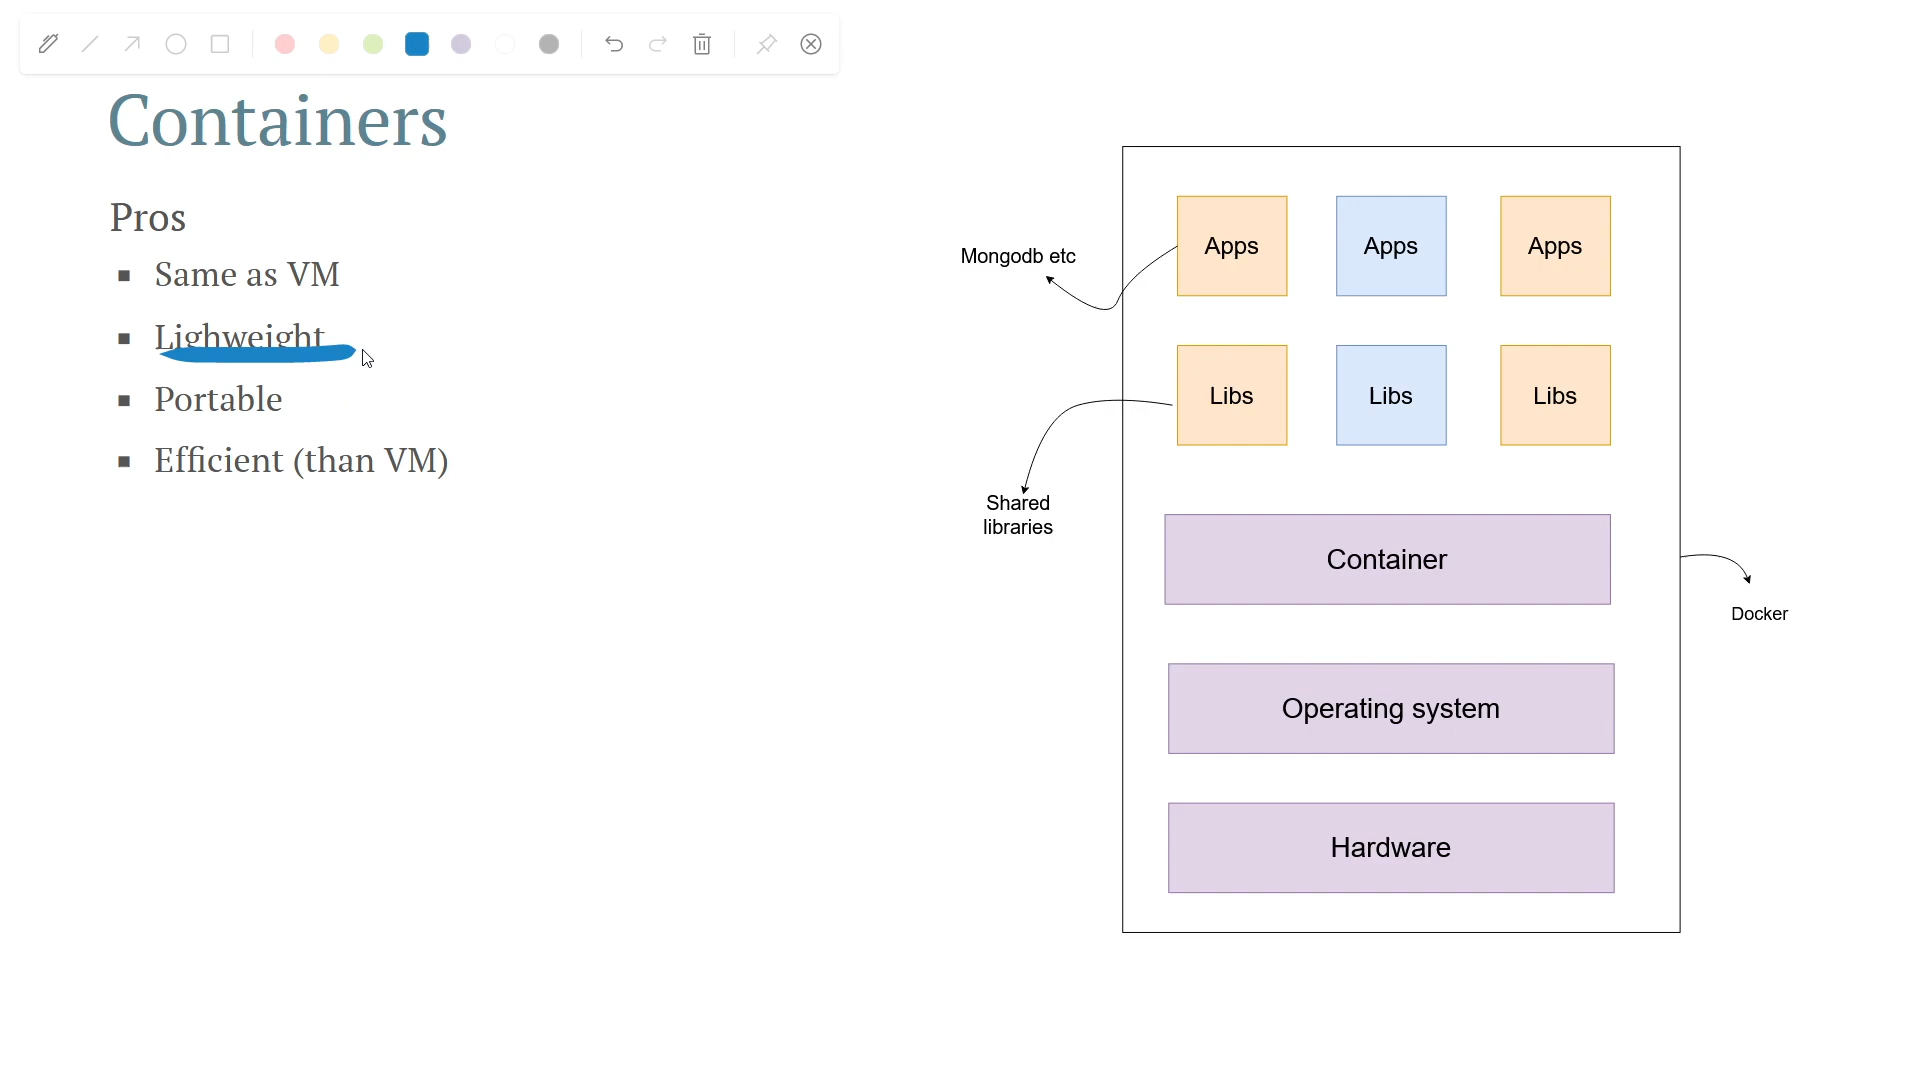 Containers
Pros
Same as VM
Lighweight
Portable
Efficient (than VM)
Mongodb etc
Apps
Apps
Apps
Libs
Libs
Libs
Shared
libraries
Container
Docker
Operating system
Hardware